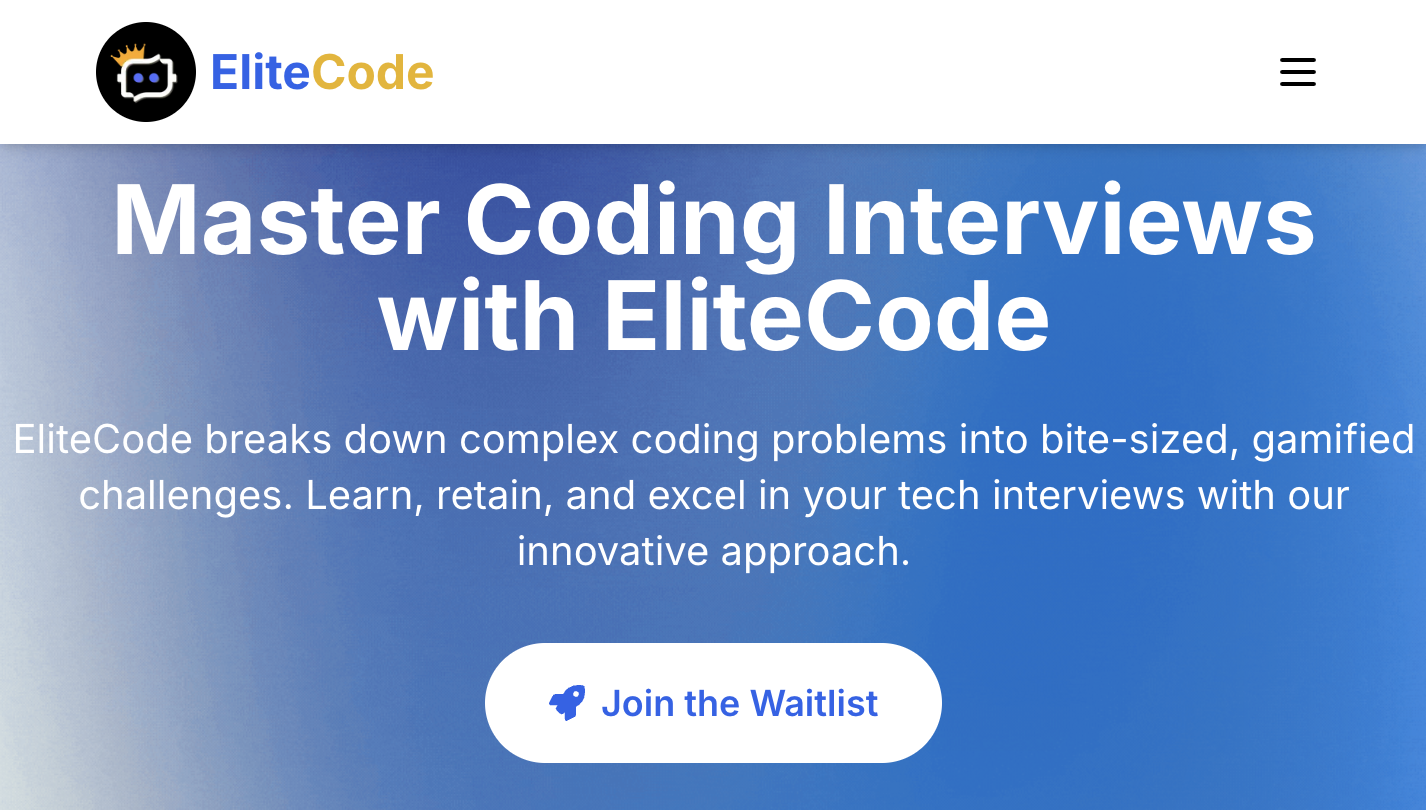 EliteCode
Master Coding Interviews
with EliteCode
EliteCode breaks down complex coding problems into bite-sized, gamified
challenges. Learn, retain, and excel in your tech interviews with our
innovative approach.
Join the Waitlist